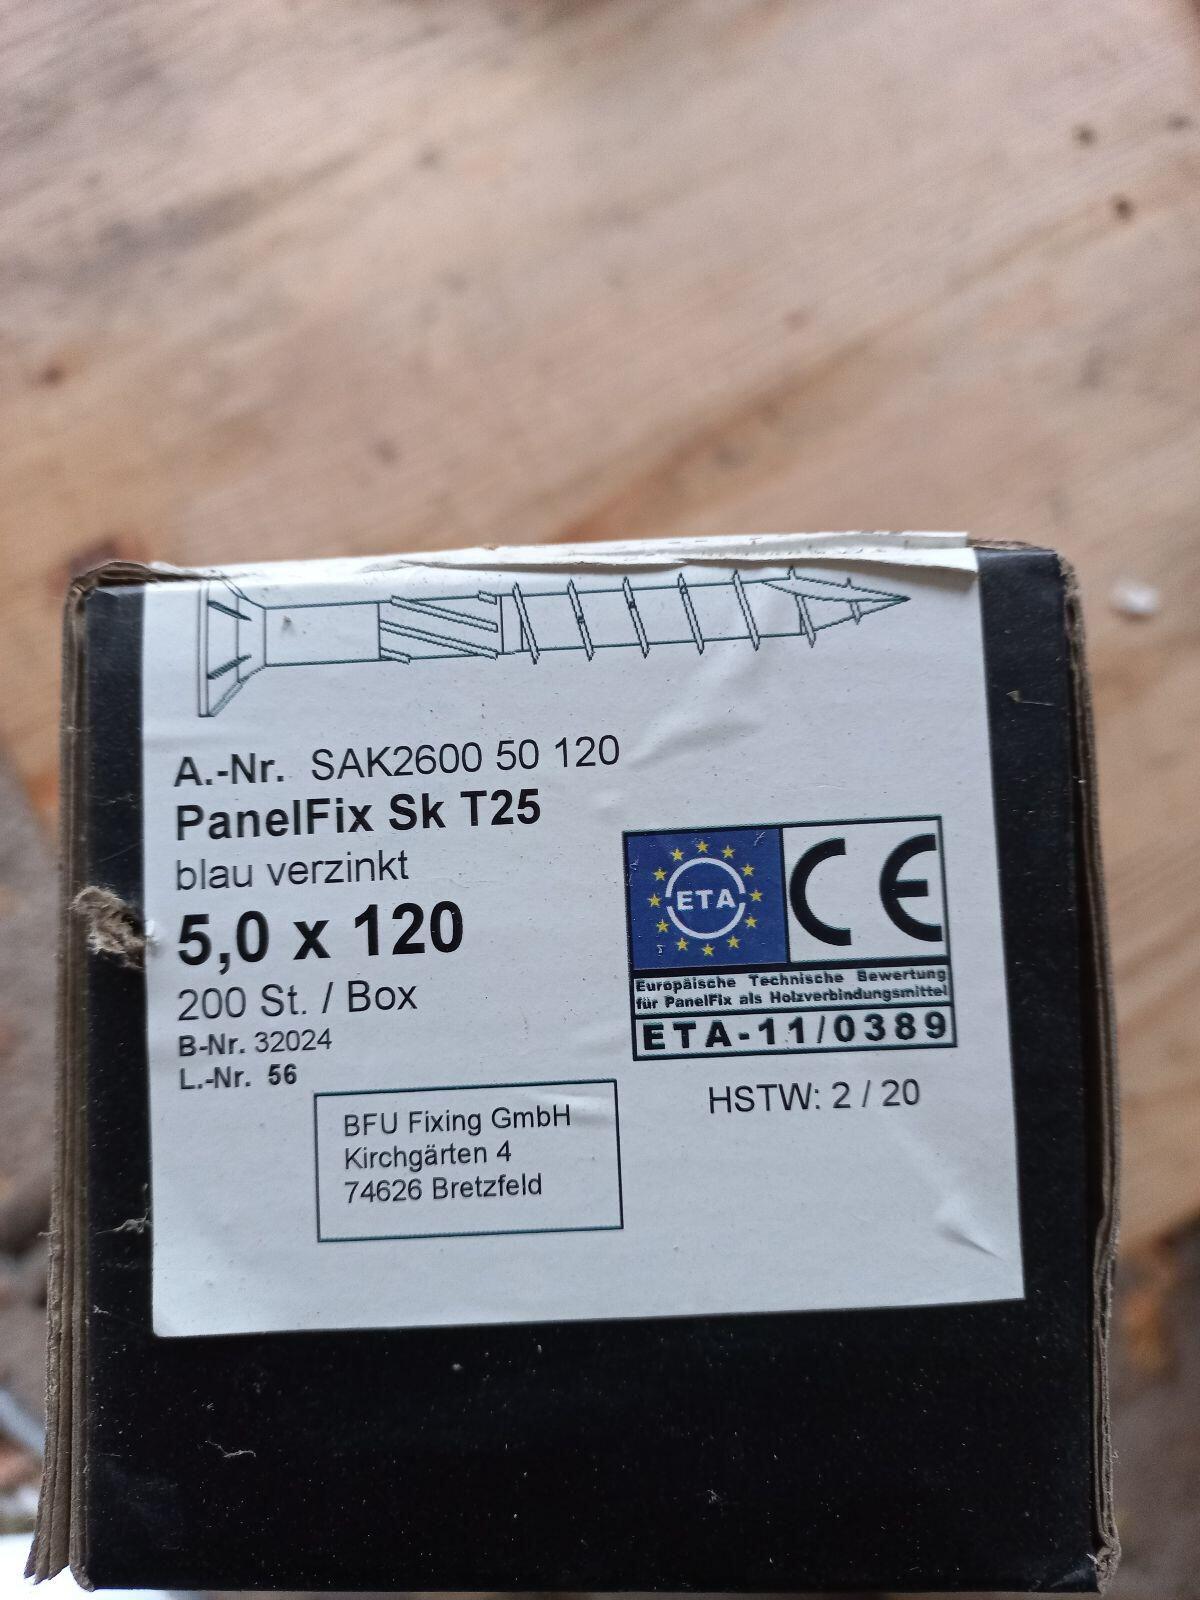 A.-Nr. SAK2600 50 120
PanelFix Sk T25
blau verzinkt
5,0 x 120
200 St. / Box
B-Nr. 32024
L.-Nr. 56
BFU Fixing GmbH
Kirchgärten 4
74626 Bretzfeld
ETA
CE
Europäische Technische Bewertung
für PanelFix als Holzverbindungsmittel
ETA-11/0389
HSTW: 2 / 20